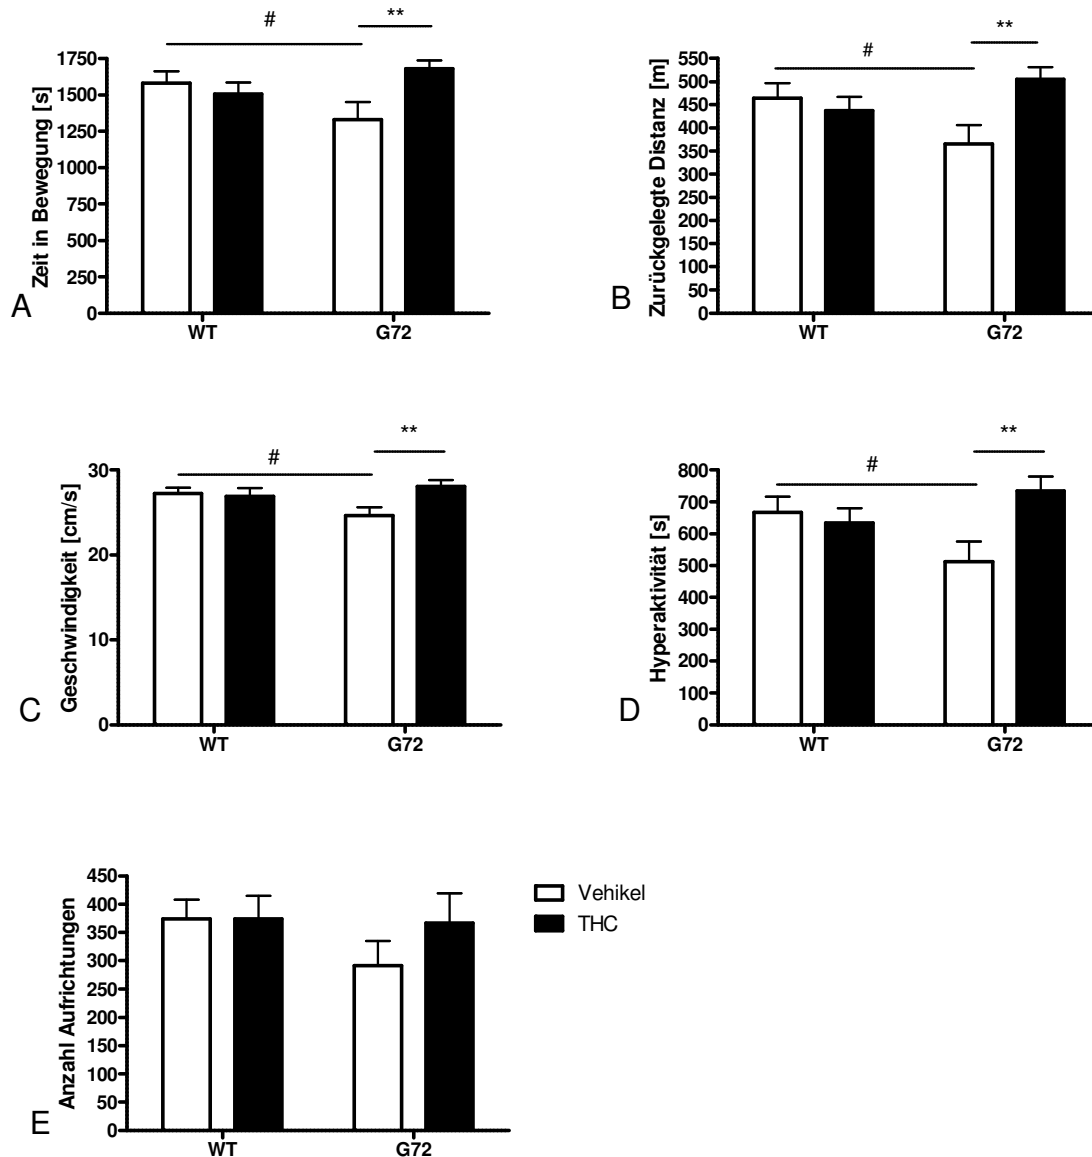 # **
Zeit in Bewegung [s]
1750
1500
1250
1000
750
500
250
0
WT G72
A
# **
Zurückgelegte Distanz [m]
550
500
450
400
350
300
250
200
150
100
50
0
WT G72
B
# **
Geschwindigkeit [cm/s]
30
20
10
0
WT G72
C
# **
Hyperaktivität [s]
800
700
600
500
400
300
200
100
0
WT G72
D
Anzahl Aufrichtungen
450
400
350
300
250
200
150
100
50
0
WT G72
E
Vehikel
THC